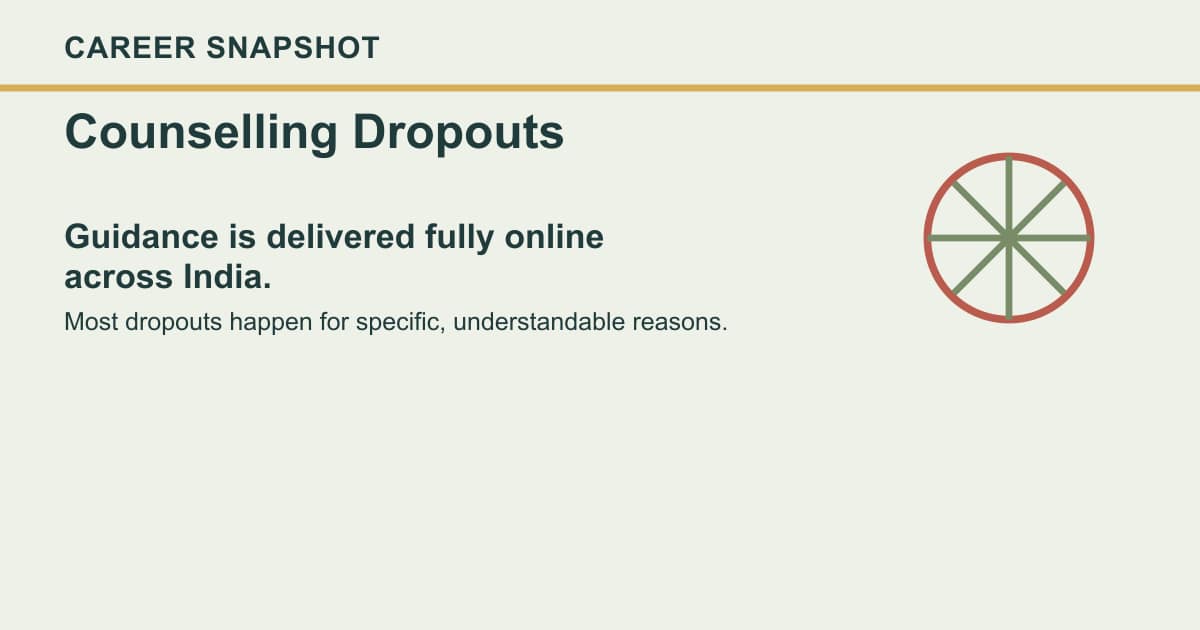 CAREER SNAPSHOT
Counselling Dropouts
Guidance is delivered fully online
across India.
Most dropouts happen for specific, understandable reasons.